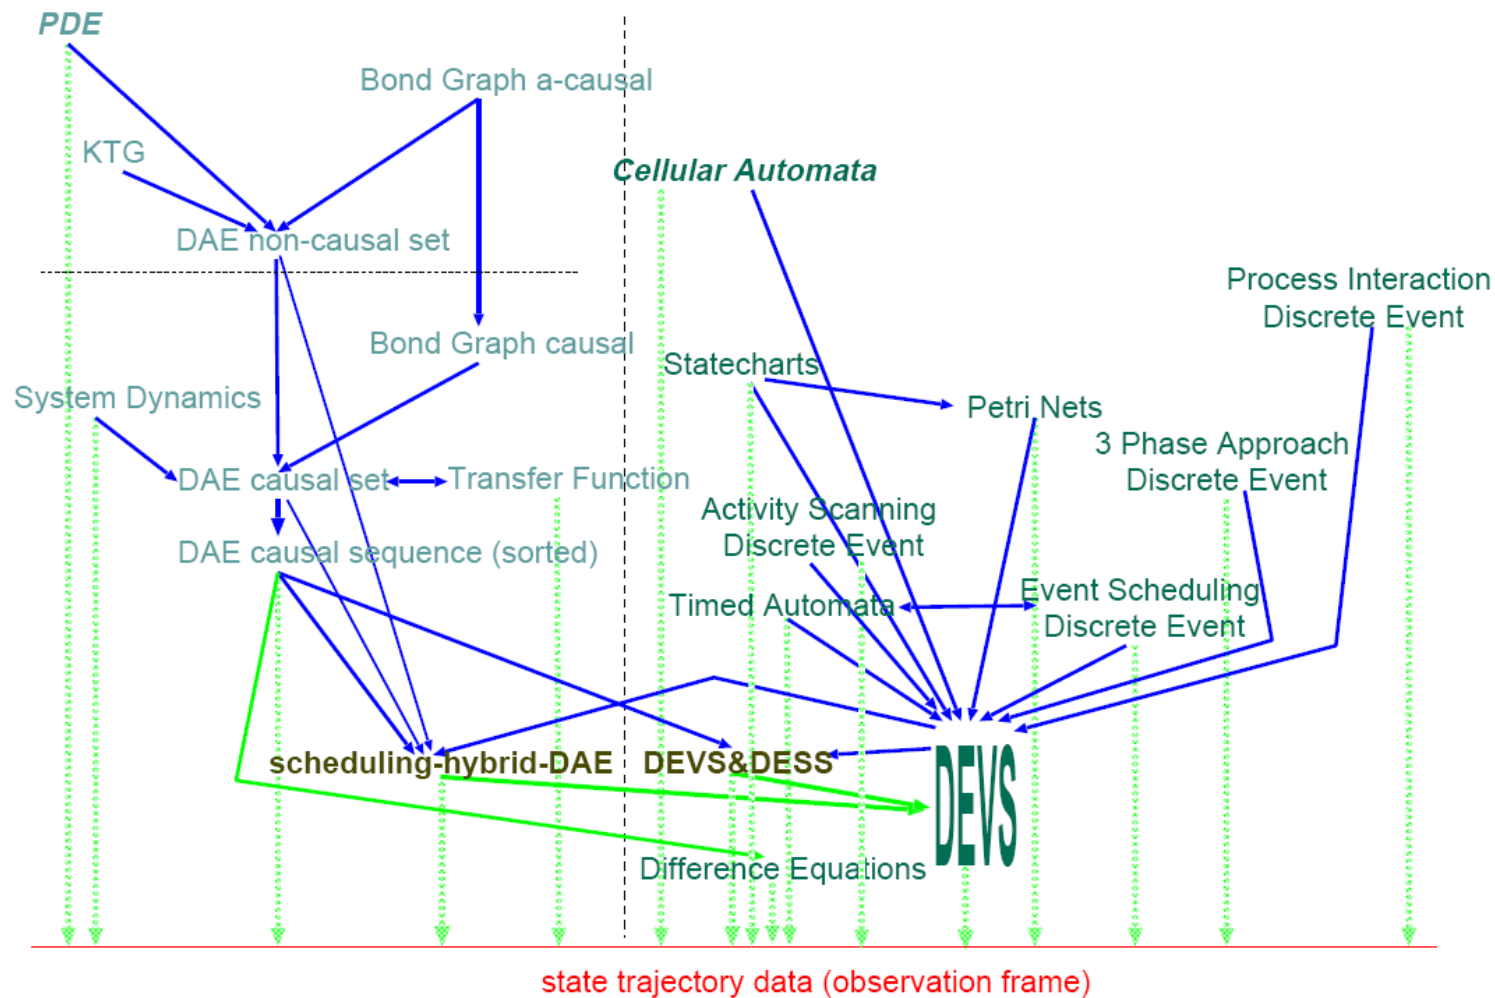 PDE
Bond Graph a-causal
KTG
Cellular Automata
DAE non-causal set
Process Interaction
Discrete Event
Bond Graph causal
Statecharts
System Dynamics
Petri Nets
3 Phase Approach
Discrete Event
DAE causal set
Transfer Function
Activity Scanning
Discrete Event
DAE causal sequence (sorted)
Timed Automata
Event Scheduling
Discrete Event
scheduling-hybrid-DAE
DEVS&DESS
DEVS
Difference Equations
state trajectory data (observation frame)